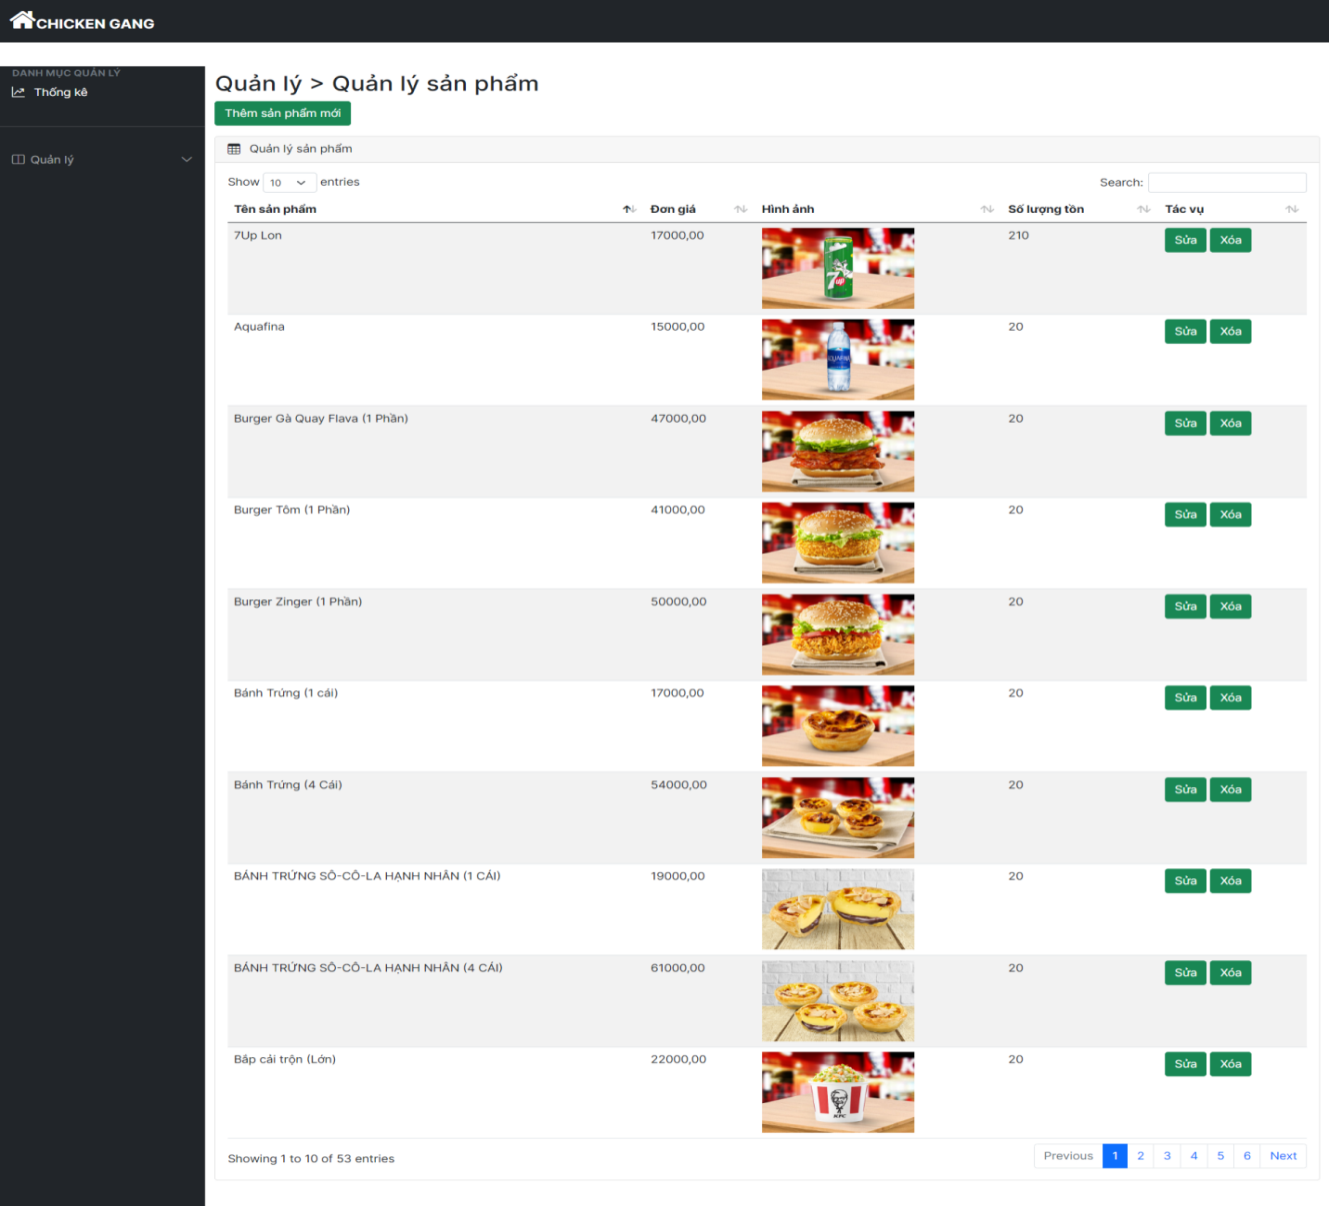 CHICKEN GANG
DANH MỤC QUẢN LÝ
Thống kê
Quản lý
Quản lý > Quản lý sản phẩm
Thêm sản phẩm mới
Quản lý sản phẩm
Show 10 entries Search:
Tên sản phẩm Đơn giá Hình ảnh Số lượng tồn Tác vụ
7Up Lon 17000,00 210 Sửa Xóa
7up
Aquafina 15000,00 20 Sửa Xóa
Burger Gà Quay Flava (1 Phần) 47000,00 20 Sửa Xóa
Burger Tôm (1 Phần) 41000,00 20 Sửa Xóa
Burger Zinger (1 Phần) 50000,00 20 Sửa Xóa
Bánh Trứng (1 cái) 17000,00 20 Sửa Xóa
Bánh Trứng (4 Cái) 54000,00 20 Sửa Xóa
BÁNH TRỨNG SÔ-CÔ-LA HẠNH NHÂN (1 CÁI) 19000,00 20 Sửa Xóa
BÁNH TRỨNG SÔ-CÔ-LA HẠNH NHÂN (4 CÁI) 61000,00 20 Sửa Xóa
Bắp cải trộn (Lớn) 22000,00 20 Sửa Xóa
KFC
Showing 1 to 10 of 53 entries Previous 1 2 3 4 5 6 Next